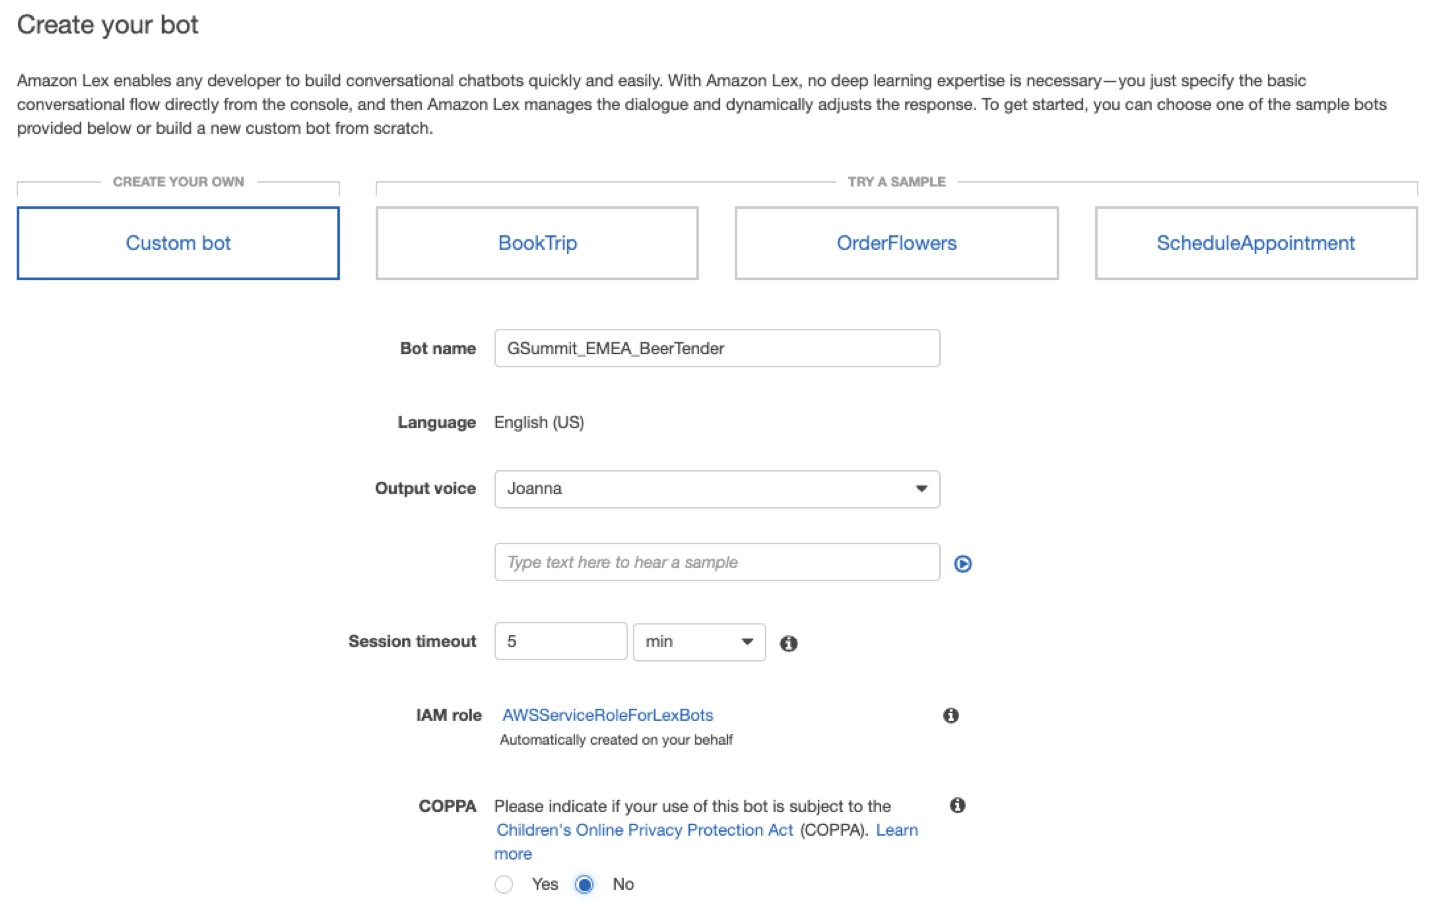 Create your bot
Amazon Lex enables any developer to build conversational chatbots quickly and easily. With Amazon Lex, no deep learning expertise is necessary—you just specify the basic
conversational flow directly from the console, and then Amazon Lex manages the dialogue and dynamically adjusts the response. To get started, you can choose one of the sample bots
provided below or build a new custom bot from scratch.
CREATE YOUR OWN
TRY A SAMPLE
Custom bot
BookTrip
OrderFlowers
ScheduleAppointment
Bot name
GSummit_EMEA_BeerTender
Language
English (US)
Output voice
Joanna
Type text here to hear a sample
Session timeout
5
min
IAM role
AWSServiceRoleForLexBots
Automatically created on your behalf
COPPA
Please indicate if your use of this bot is subject to the
Children's Online Privacy Protection Act (COPPA). Learn
more
Yes
No